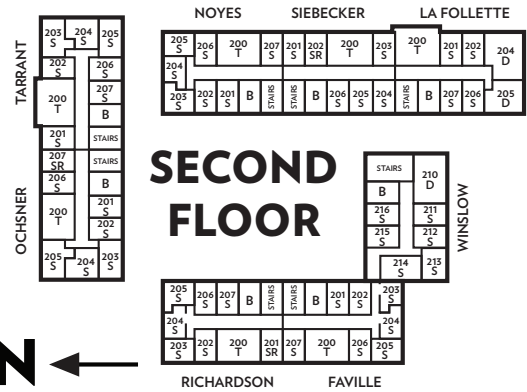 NOYES SIEBECKER LA FOLLETTE
TARRANT
203 S 204 S 205 S
202 S 206 S
200 T 207 S
B
201 S STAIRS
207 SR STAIRS
206 S B
200 T 201 S
202 S
205 S 204 S 203 S
OCHSNER
205 S 206 S 200 T 207 S 201 S 202 SR 200 T 203 S 200 T 201 S 202 S 204 D
204 S
203 S 202 S 201 S B STAIRS STAIRS B 206 S 205 S 204 S STAIRS B 207 S 206 S 205 D
SECOND
FLOOR
STAIRS 210 D
B
216 S 211 S
215 S 212 S
214 S 213 S
WINSLOW
205 S 206 S 207 S B STAIRS STAIRS B 201 S 202 S 203 S
204 S 204 S
203 S 202 S 200 T 201 SR 207 S 200 T 206 S 205 S
N
RICHARDSON FAVILLE